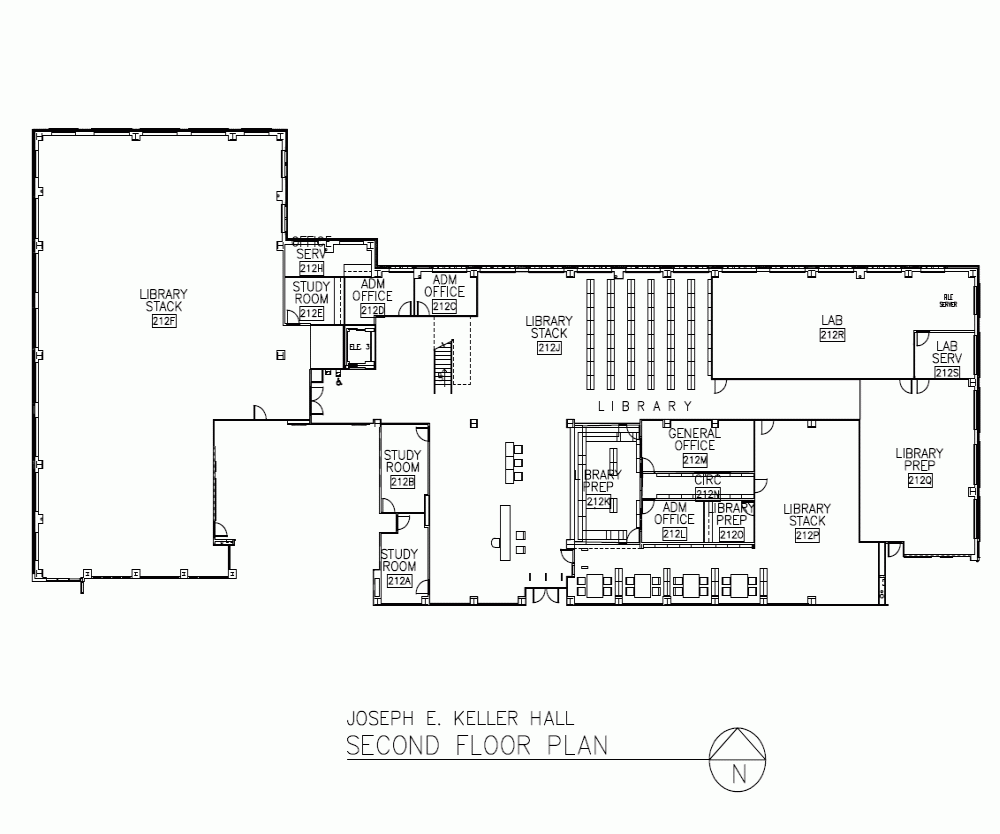 OFFICE
SERV
212H
STUDY
ROOM
212E
ADM
OFFICE
212D
ADM
OFFICE
212C
LIBRARY
STACK
212F
LIBRARY
STACK
212J
LAB
212R
FILE
SERVER
LAB
SERV
212S
ELE. 3
LIBRARY
STUDY
ROOM
212B
LIBRARY
PREP
212K
GENERAL
OFFICE
212M
CIRC
212N
ADM
OFFICE
212L
LIBRARY
PREP
212O
LIBRARY
STACK
212P
LIBRARY
PREP
212Q
STUDY
ROOM
212A
JOSEPH E. KELLER HALL
SECOND FLOOR PLAN
N